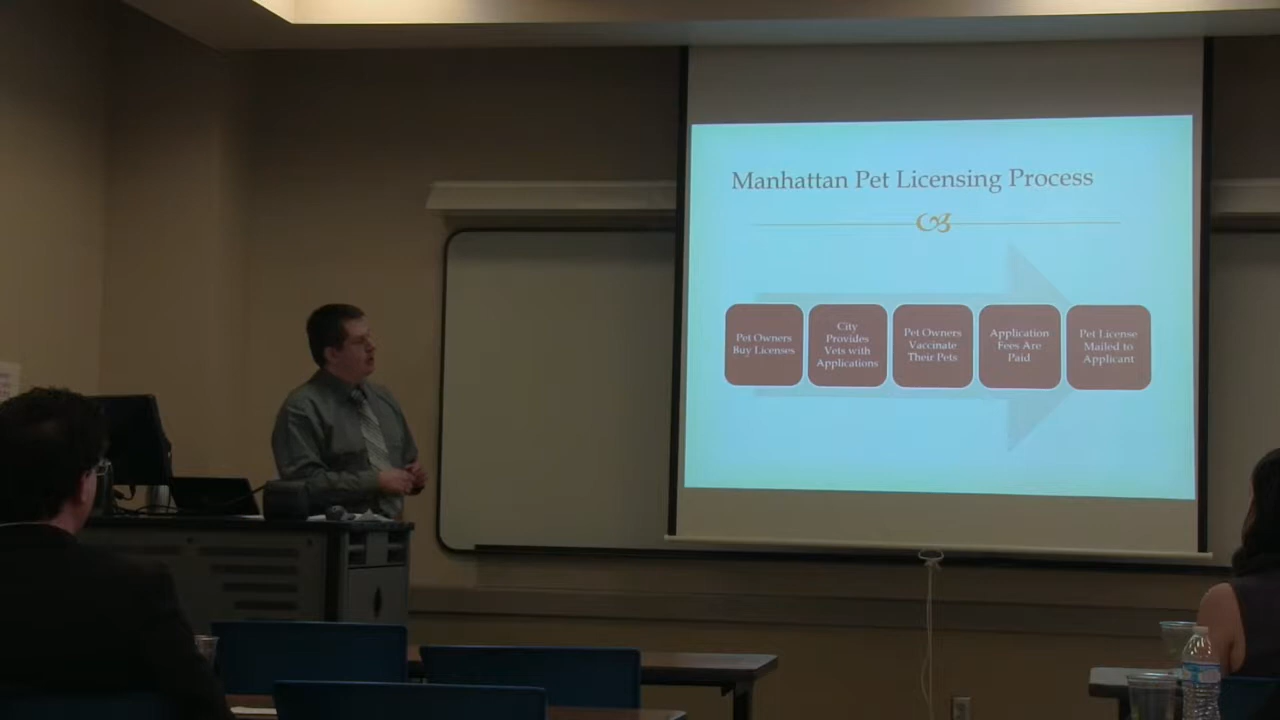 Manhattan Pet Licensing Process
Pet Owners
Buy Licenses
City
Provides
Vets with
Applications
Pet Owners
Vaccinate
Their Pets
Application
Fees Are
Paid
Pet License
Mailed to
Applicant